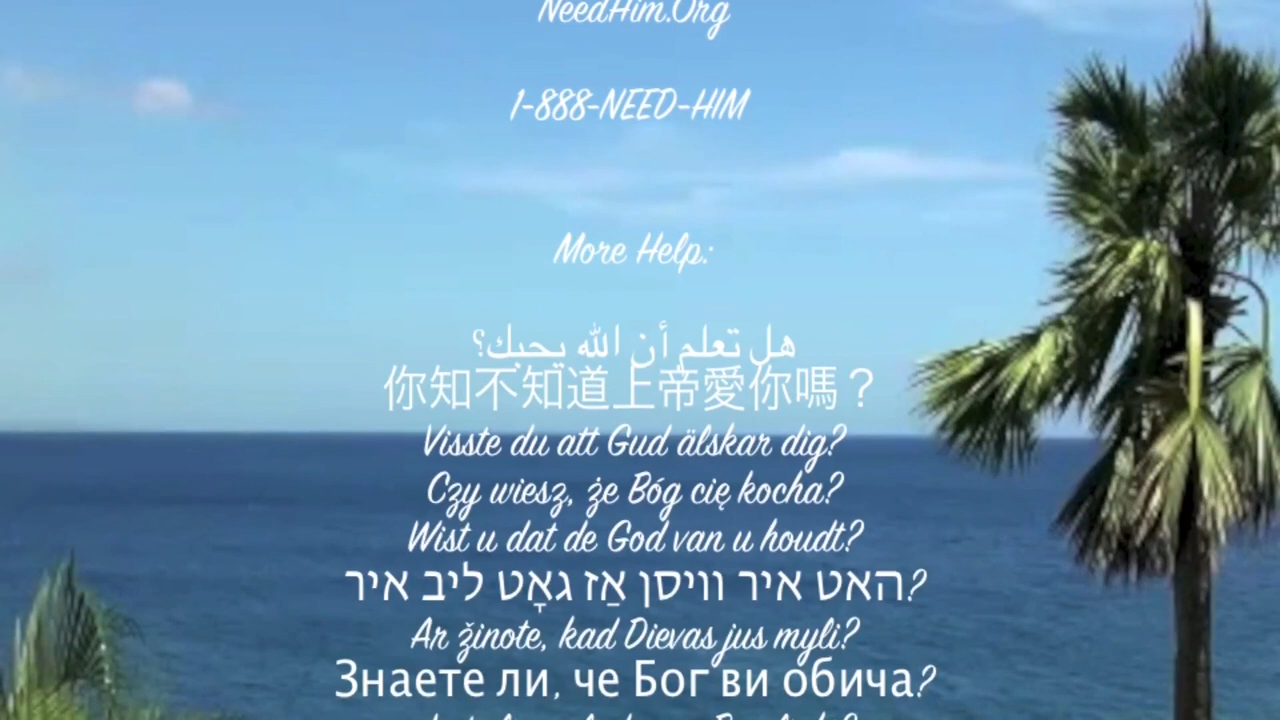 NeedHim.Org
1-888-NEED-HIM
More Help:
هل تعلم أن الله يحبك؟
你知不知道上帝愛你嗎？
Visste du att Gud älskar dig?
Czy wiesz, że Bóg cię kocha?
Wist u dat de God van u houdt?
האט איר װיסן אַז גאָט ליב איר?
Ar žinote, kad Dievas jus myli?
Знаете ли, че Бог ви обича?